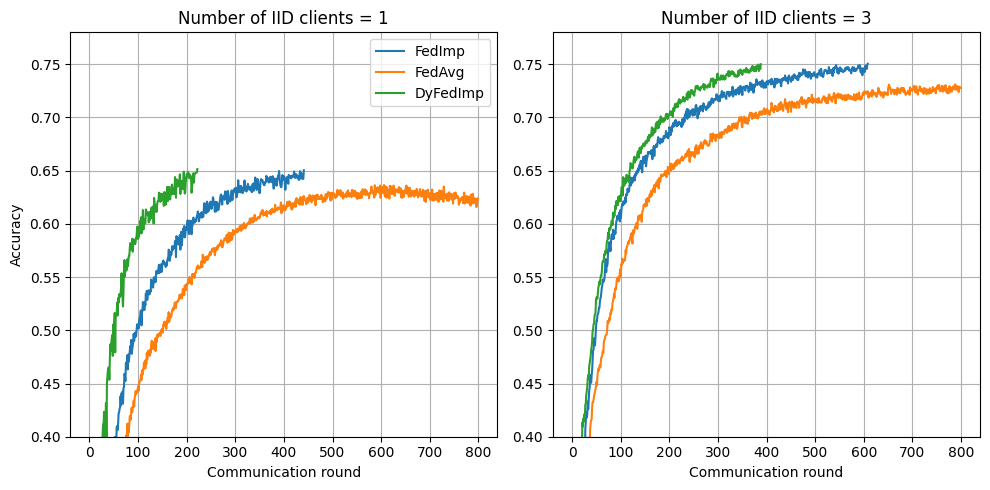 Number of IID clients = 1
FedImp
FedAvg
DyFedImp
0.75
0.70
0.65
0.60
0.55
0.50
0.45
0.40
Accuracy
0 100 200 300 400 500 600 700 800
Communication round
Number of IID clients = 3
0.75
0.70
0.65
0.60
0.55
0.50
0.45
0.40
0 100 200 300 400 500 600 700 800
Communication round